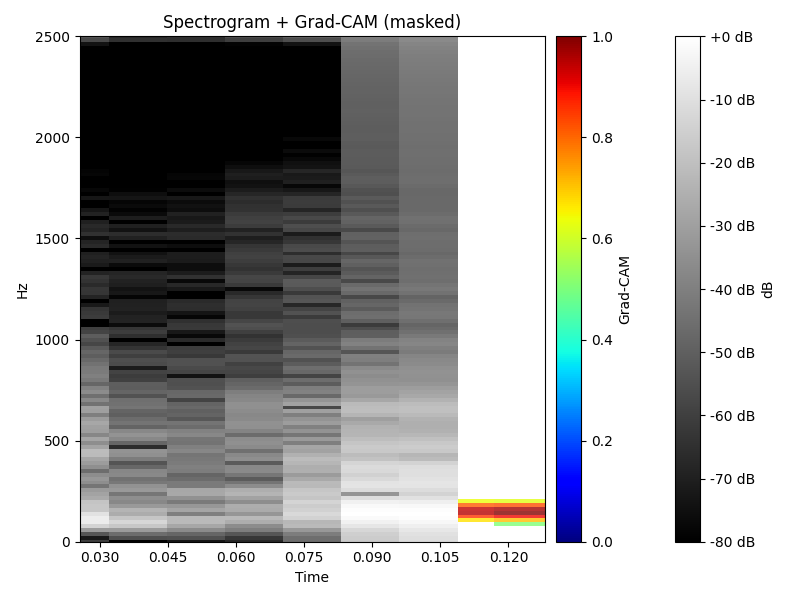 Spectrogram + Grad-CAM (masked)
2500
2000
1500
1000
500
0
Hz
0.030
0.045
0.060
0.075
0.090
0.105
0.120
Time
1.0
0.8
0.6
0.4
0.2
0.0
Grad-CAM
+0 dB
-10 dB
-20 dB
-30 dB
-40 dB
-50 dB
-60 dB
-70 dB
-80 dB
dB